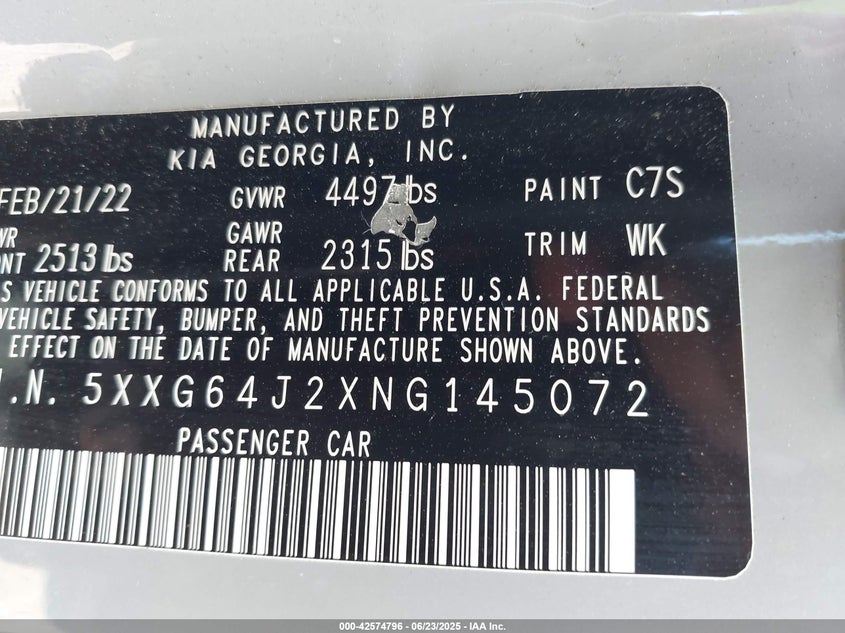 MANUFACTURED BY
KIA GEORGIA, INC.
FEB/21/22 GVWR 4497 lbs PAINT C7S
WR GAWR TRIM WK
NT 2513 lbs REAR 2315 lbs
S VEHICLE CONFORMS TO ALL APPLICABLE U.S.A. FEDERAL
VEHICLE SAFETY, BUMPER, AND THEFT PREVENTION STANDARDS
EFFECT ON THE DATE OF MANUFACTURE SHOWN ABOVE.
.N. 5XXG64J2XNG145072
PASSENGER CAR
000-42574796 - 06/23/2025 - IAA Inc.